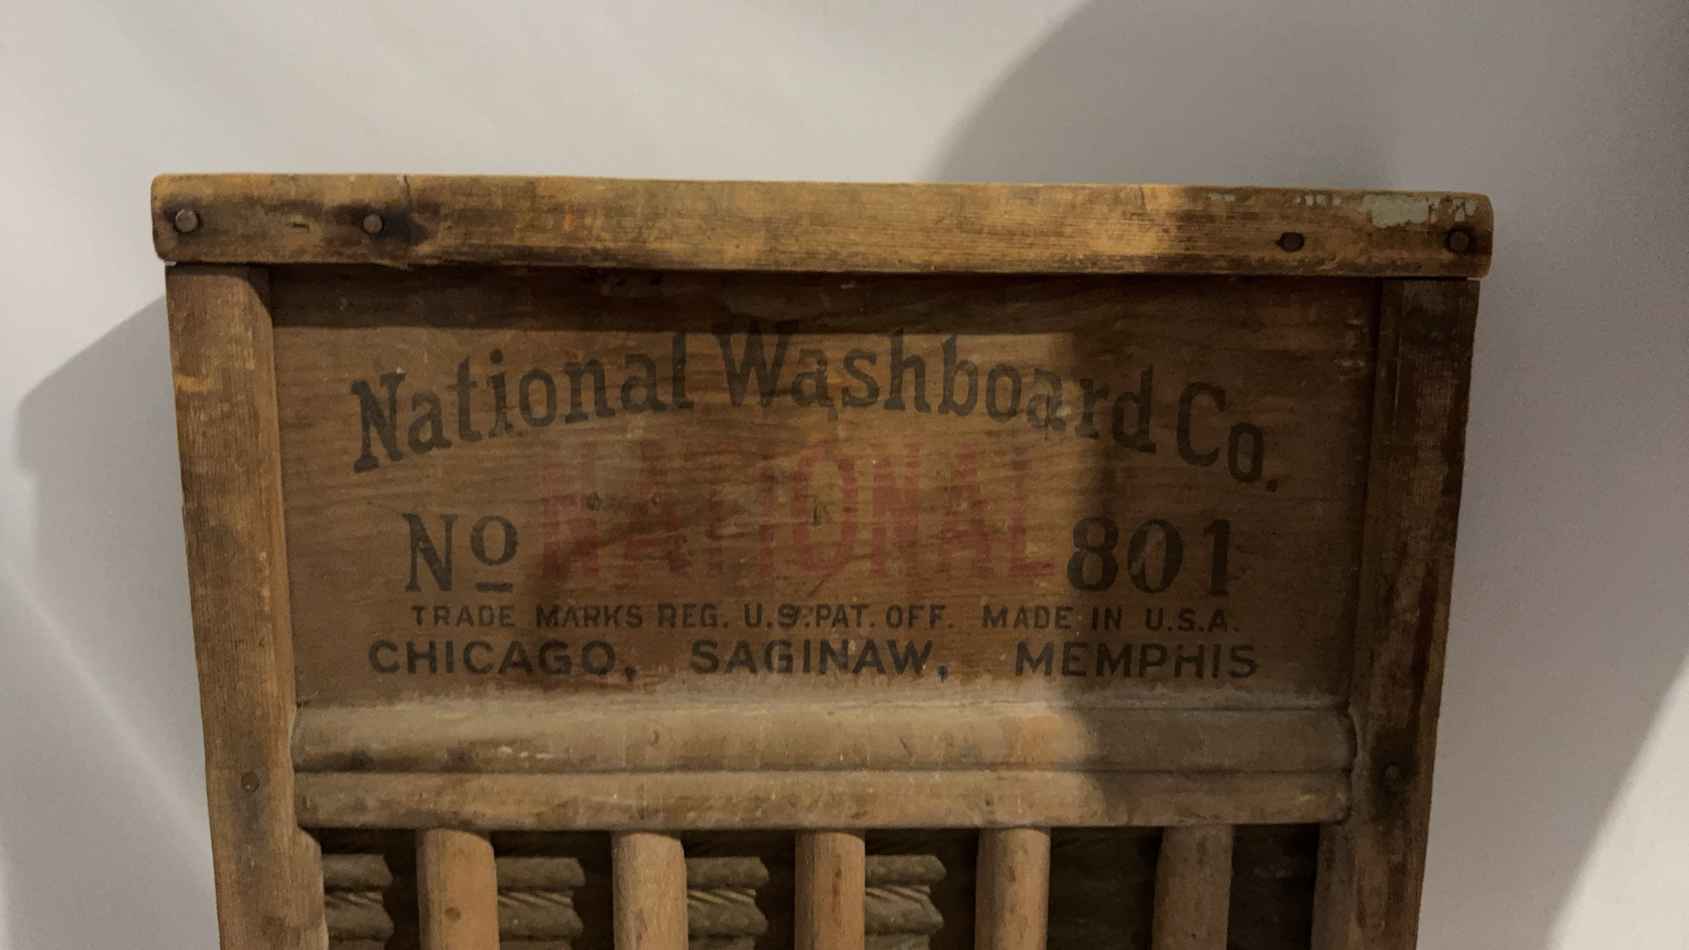 National Washboard Co.
No NATIONAL 801
TRADE MARKS REG. U.S. PAT. OFF. MADE IN U.S.A.
CHICAGO, SAGINAW, MEMPHIS